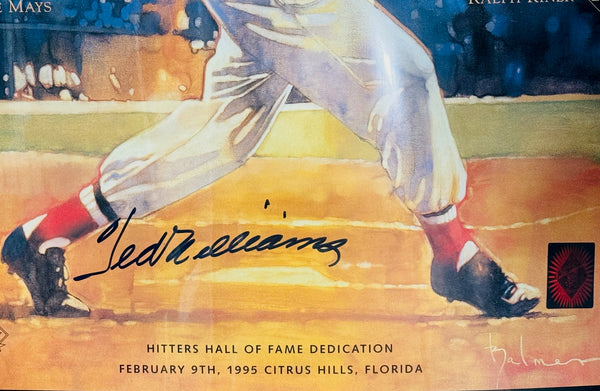 MAYS
RALPH KINER
Ted Williams
HITTERS HALL OF FAME DEDICATION
FEBRUARY 9TH, 1995 CITRUS HILLS, FLORIDA